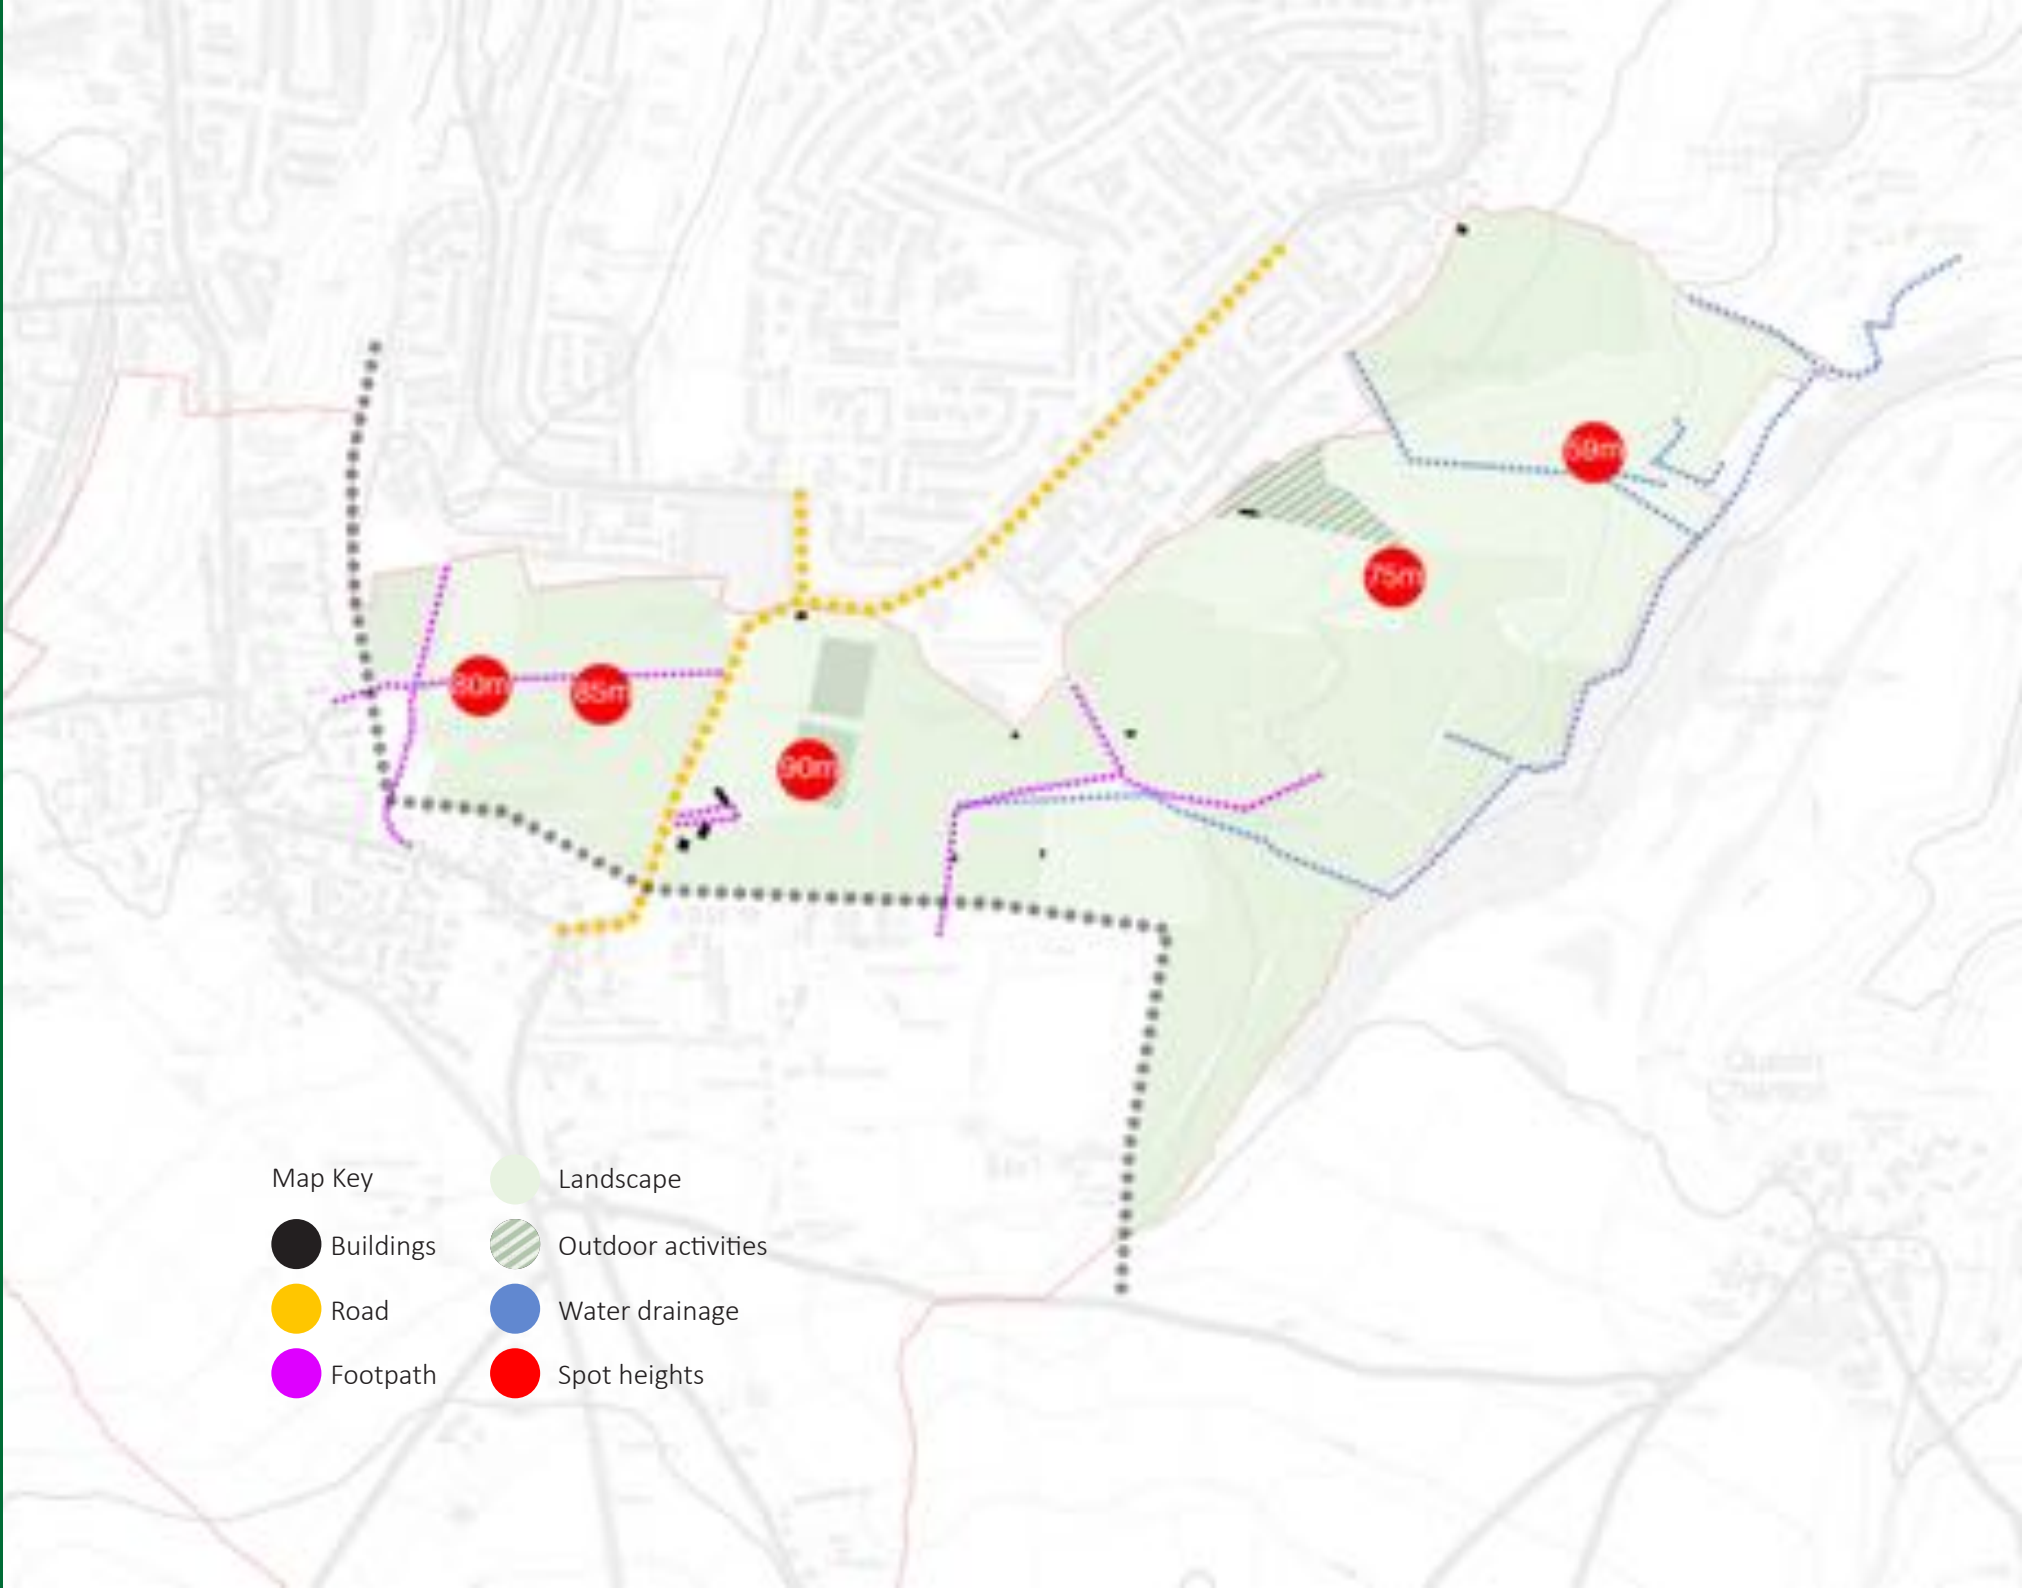 59m
75m
80m
85m
90m
Map Key
Landscape
Buildings
Outdoor activities
Road
Water drainage
Footpath
Spot heights